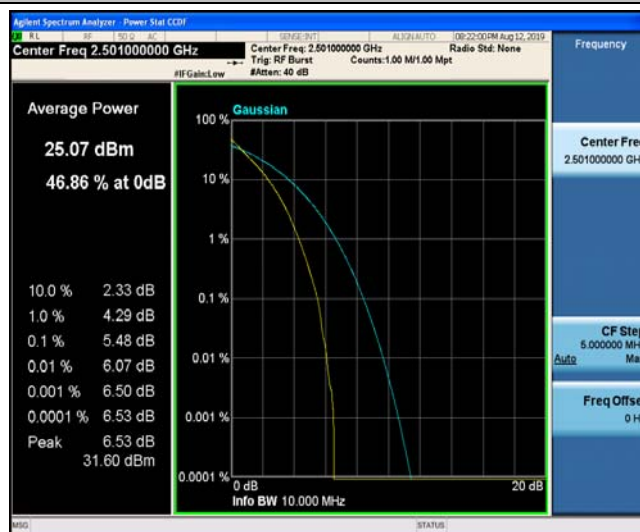 Agilent Spectrum Analyzer - Power Stat CCDF
RL RF 50 Ω AC SENSE:INT ALIGN AUTO 08:22:00 PM Aug 12, 2019
Center Freq 2.501000000 GHz
Center Freq: 2.501000000 GHz Radio Std: None
Trig: RF Burst Counts:1.00 M/1.00 Mpt
#IFGain:Low #Atten: 40 dB
Frequency
Average Power
25.07 dBm
46.86 % at 0dB
10.0 % 2.33 dB
1.0 % 4.29 dB
0.1 % 5.48 dB
0.01 % 6.07 dB
0.001 % 6.50 dB
0.0001 % 6.53 dB
Peak 6.53 dB
31.60 dBm
Gaussian
100 %
10 %
1 %
0.1 %
0.01 %
0.001 %
0.0001 %
0 dB 20 dB
Info BW 10.000 MHz
Center Fre
2.501000000 GH
CF Step
5.000000 MH
Auto Ma
Freq Offse
0 H
MSG STATUS